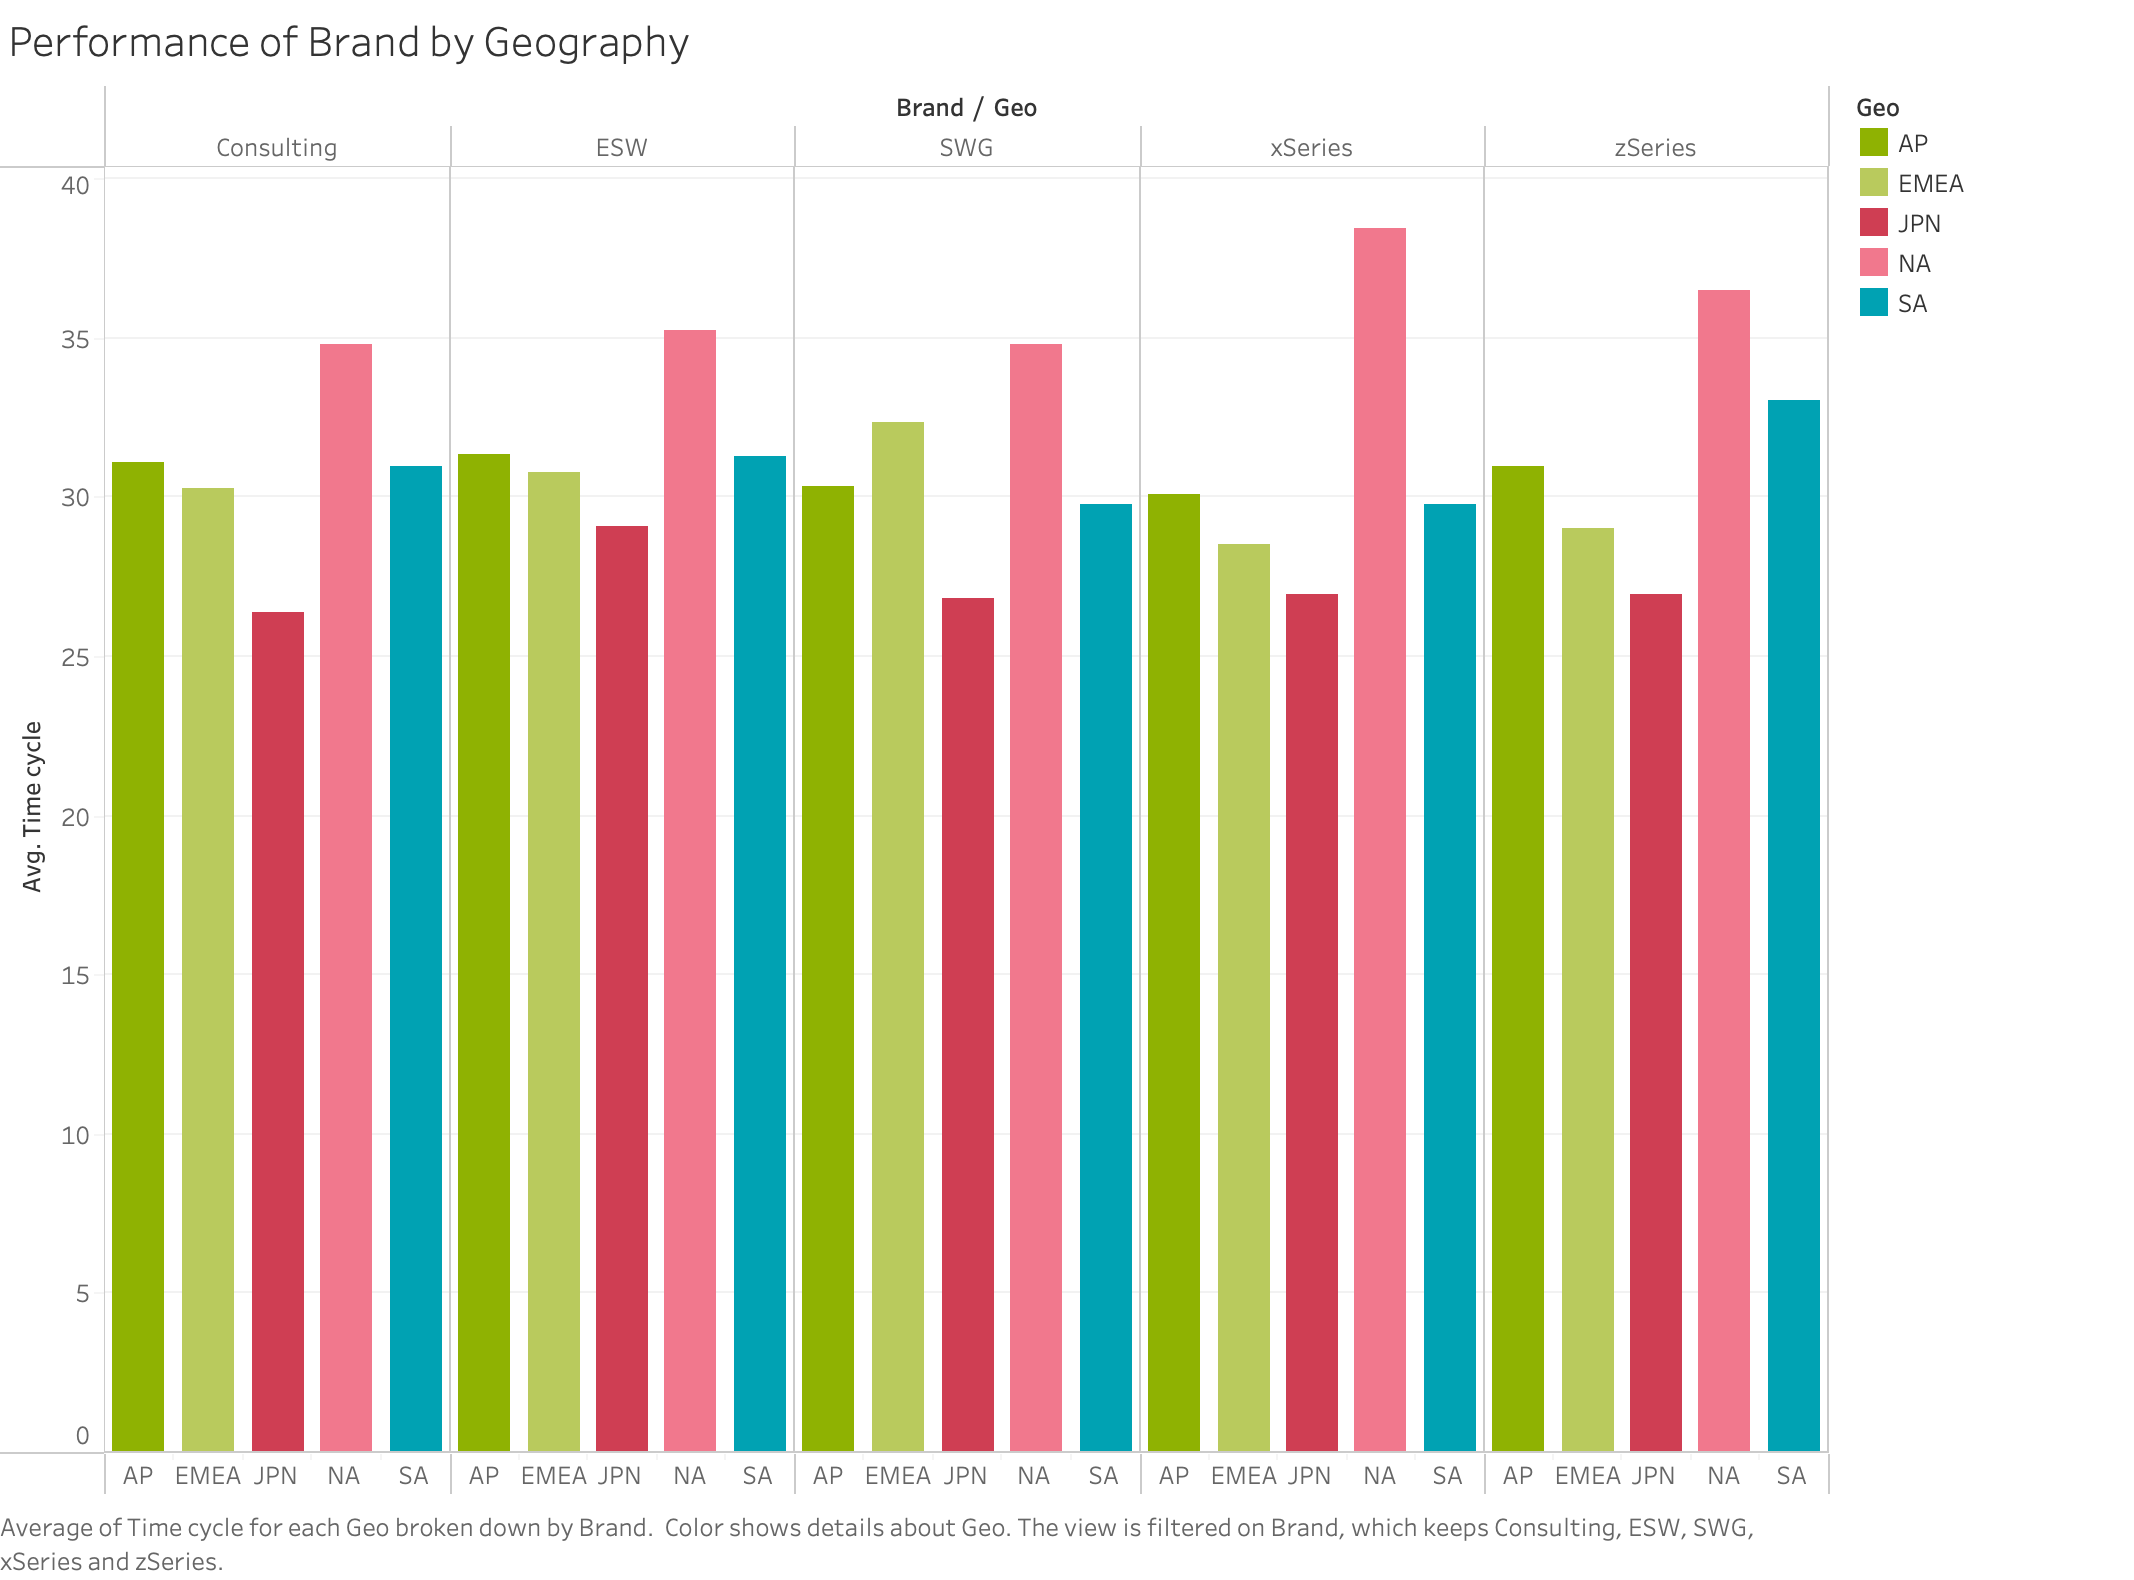 Performance of Brand by Geography
Brand / Geo
Consulting ESW SWG xSeries zSeries
Geo
AP
EMEA
JPN
NA
SA
40
35
30
25
20
15
10
5
0
Avg. Time cycle
AP EMEA JPN NA SA AP EMEA JPN NA SA AP EMEA JPN NA SA AP EMEA JPN NA SA AP EMEA JPN NA SA
Average of Time cycle for each Geo broken down by Brand.  Color shows details about Geo. The view is filtered on Brand, which keeps Consulting, ESW, SWG,
xSeries and zSeries.